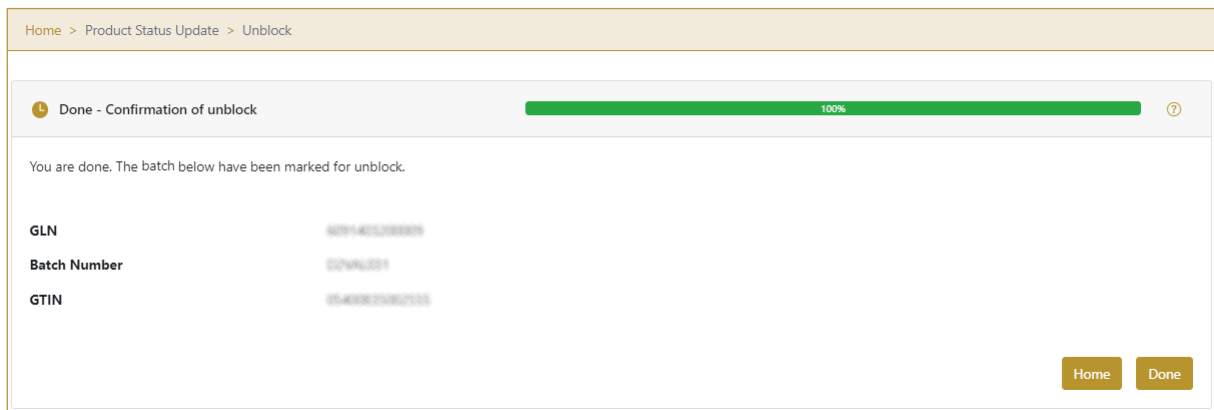 Home > Product Status Update > Unblock
Done - Confirmation of unblock 100% ?
You are done. The batch below have been marked for unblock.
GLN
Batch Number
GTIN
Home Done